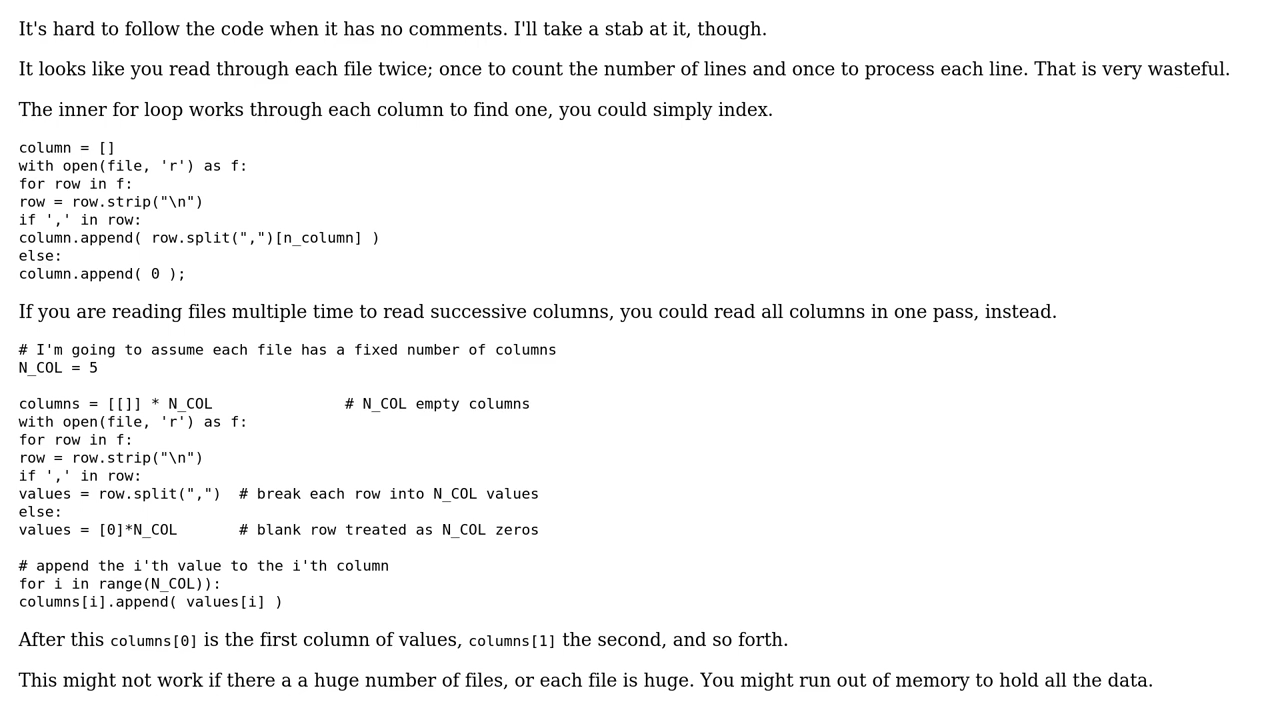 It's hard to follow the code when it has no comments. I'll take a stab at it, though.
It looks like you read through each file twice; once to count the number of lines and once to process each line. That is very wasteful.
The inner for loop works through each column to find one, you could simply index.
column = []
with open(file, 'r') as f:
for row in f:
row = row.strip("\n")
if ',' in row:
column.append( row.split(",")[n_column] )
else:
column.append( 0 );
If you are reading files multiple time to read successive columns, you could read all columns in one pass, instead.
# I'm going to assume each file has a fixed number of columns
N_COL = 5
columns = [[]] * N_COL               # N_COL empty columns
with open(file, 'r') as f:
for row in f:
row = row.strip("\n")
if ',' in row:
values = row.split(",")  # break each row into N_COL values
else:
values = [0]*N_COL       # blank row treated as N_COL zeros
# append the i'th value to the i'th column
for i in range(N_COL)):
columns[i].append( values[i] )
After this columns[0] is the first column of values, columns[1] the second, and so forth.
This might not work if there a a huge number of files, or each file is huge. You might run out of memory to hold all the data.